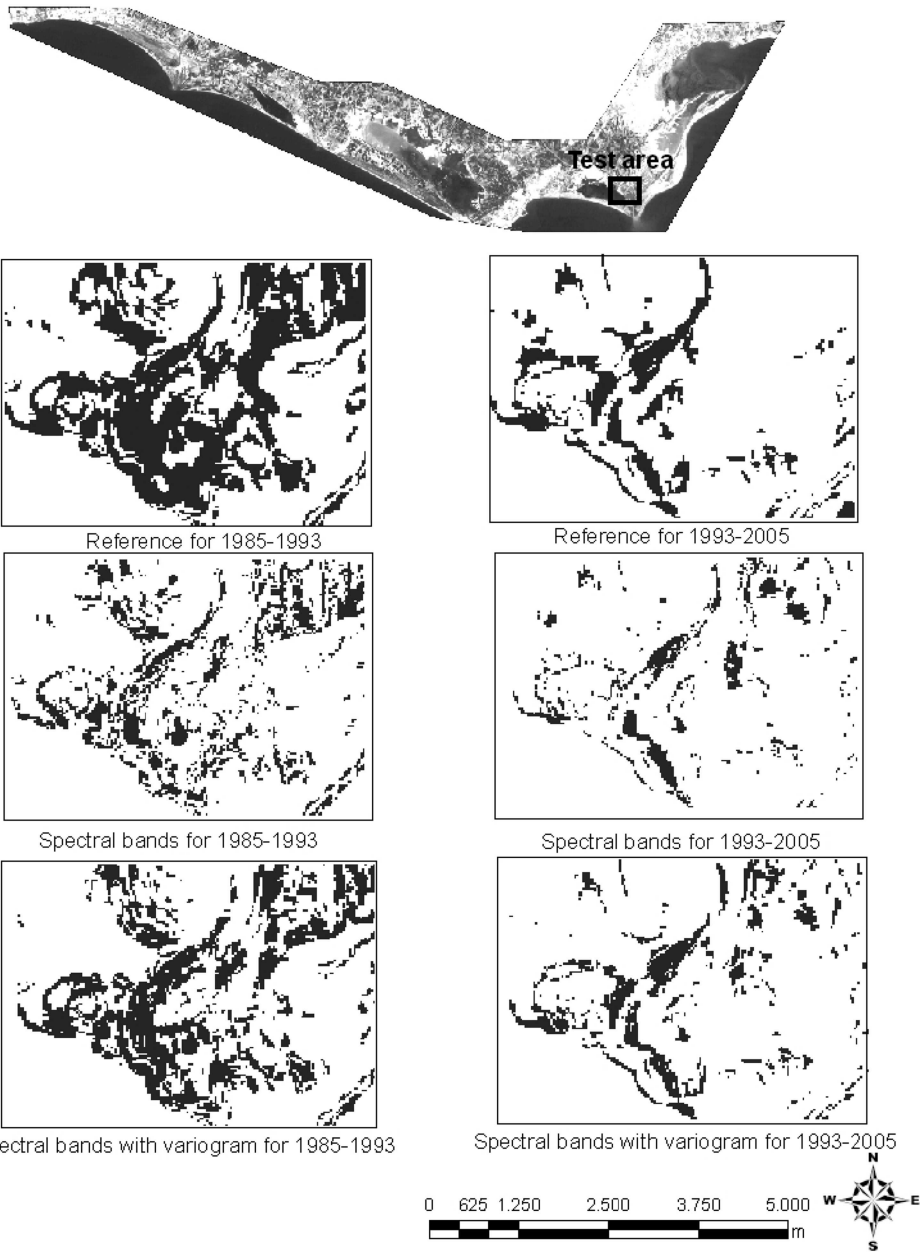 Test area
Reference for 1985-1993
Reference for 1993-2005
Spectral bands for 1985-1993
Spectral bands for 1993-2005
ectral bands with variogram for 1985-1993
Spectral bands with variogram for 1993-2005
N
W E
S
0 625 1.250 2.500 3.750 5.000
m